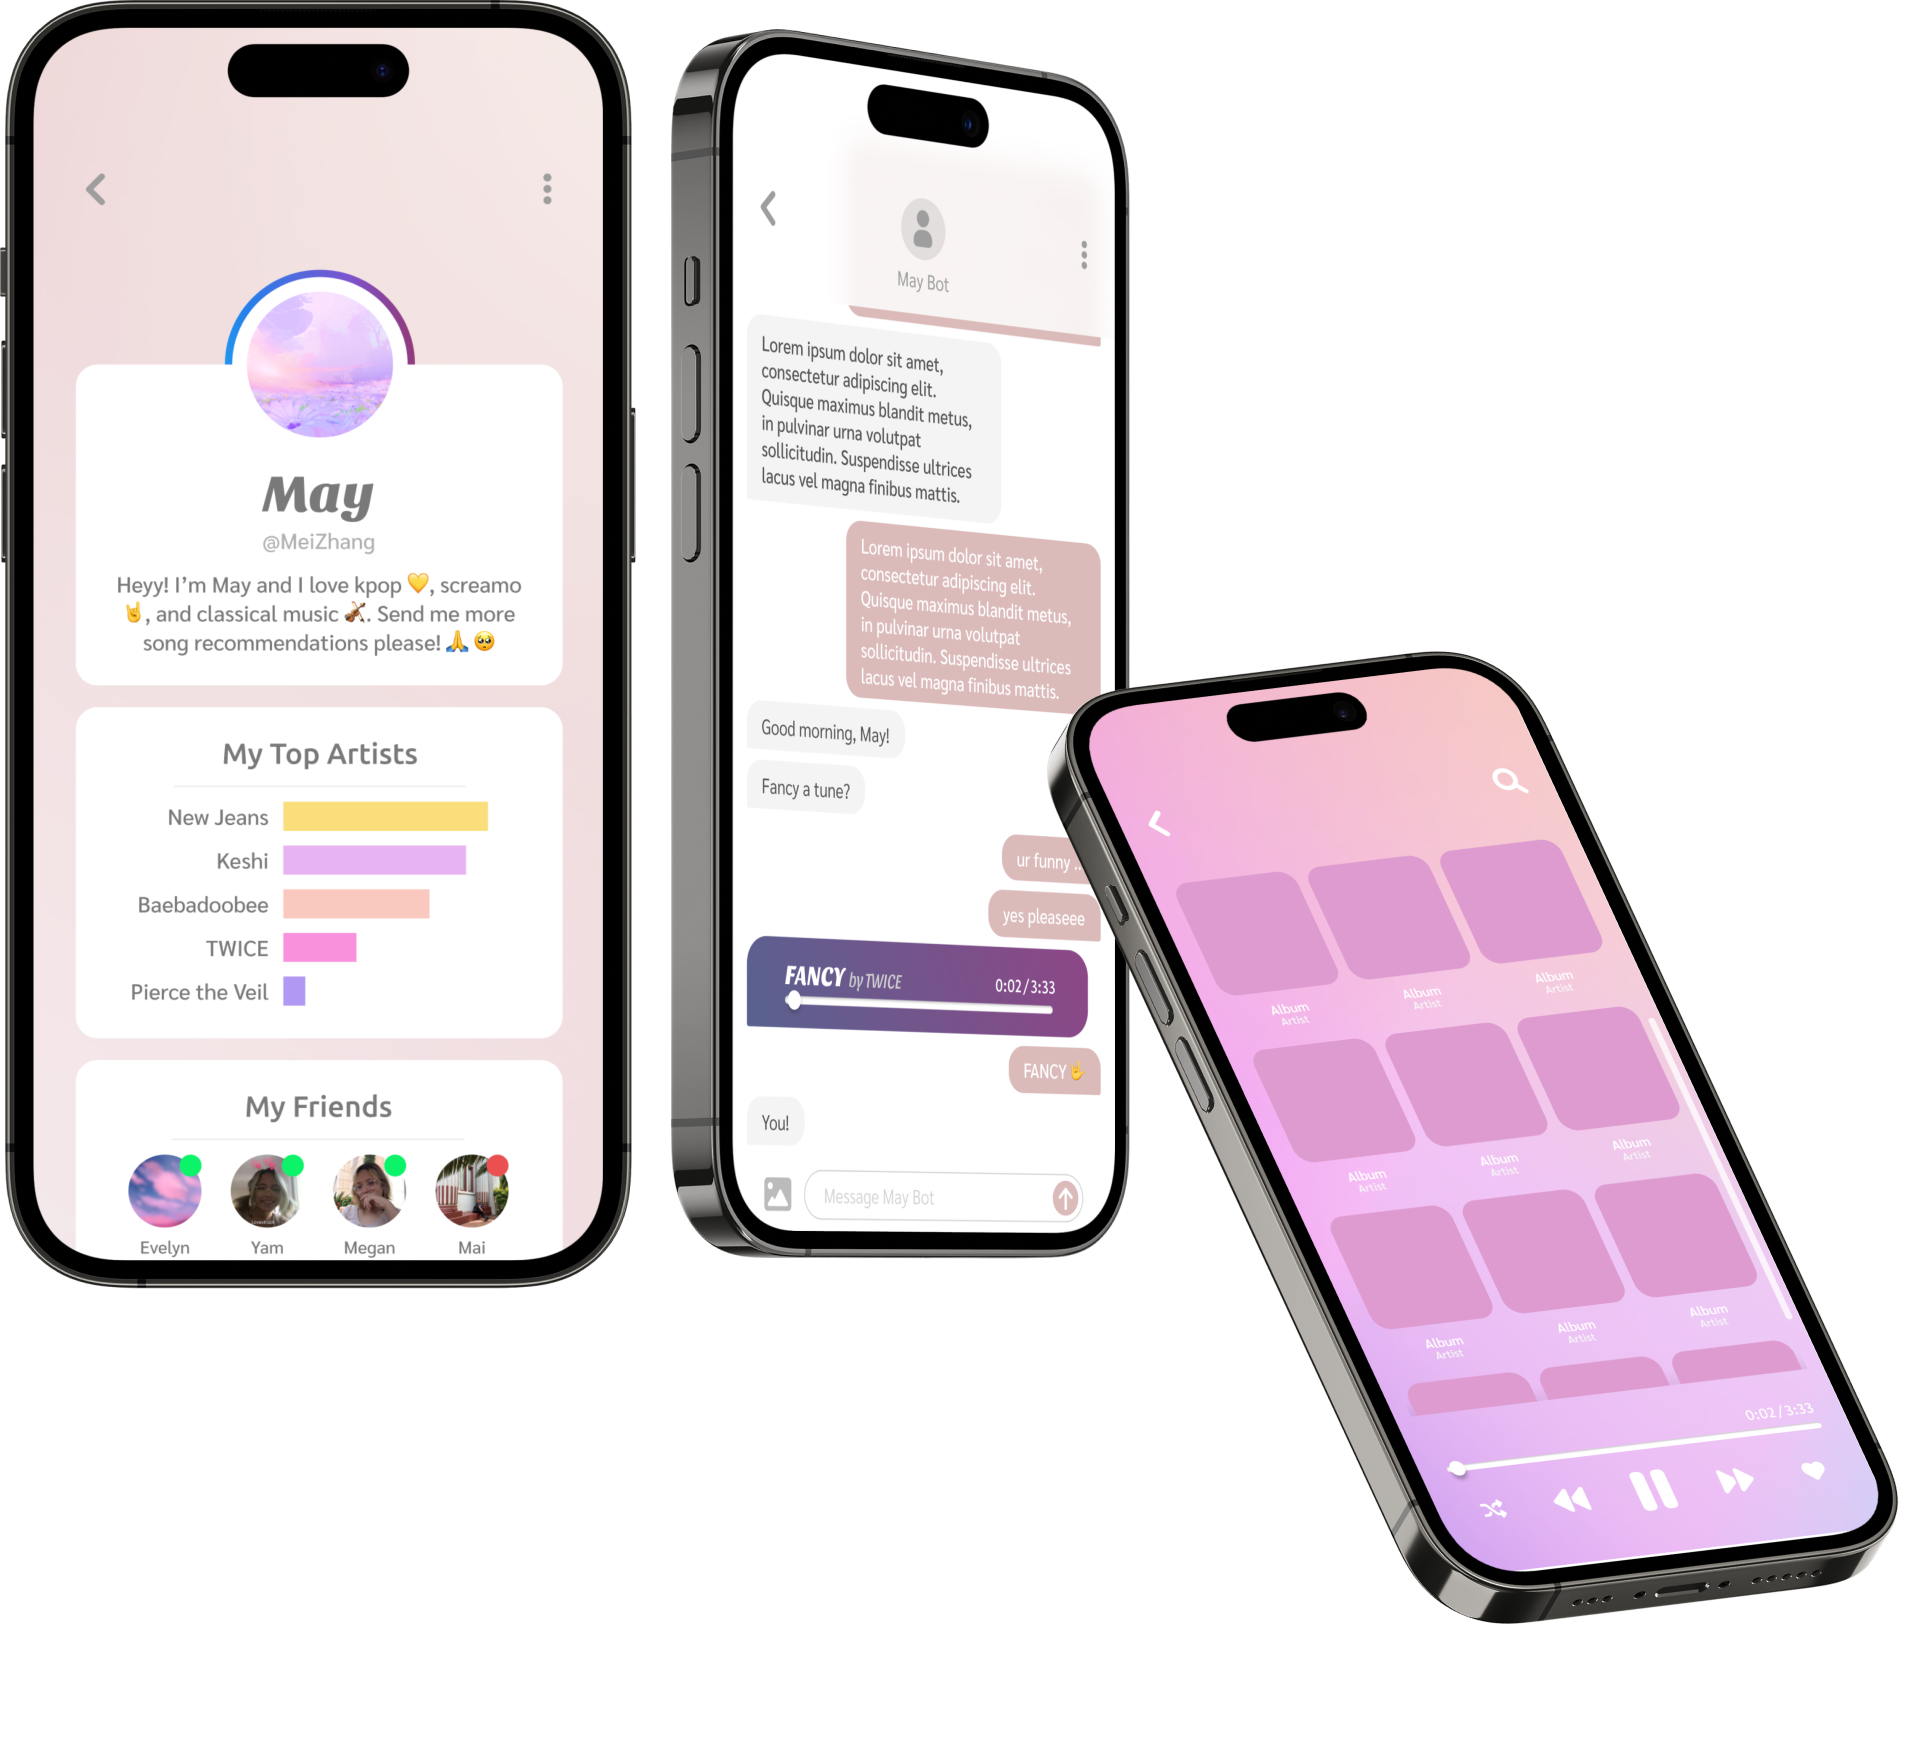 May
@MeiZhang
Heyy! I'm May and I love kpop 💛, screamo
🤘, and classical music 🎻. Send me more
song recommendations please! 🙏🥺
My Top Artists
New Jeans
Keshi
Baebadoobee
TWICE
Pierce the Veil
My Friends
Evelyn
Yam
Megan
Mai
May Bot
Lorem ipsum dolor sit amet,
consectetur adipiscing elit.
Quisque maximus blandit metus,
in pulvinar urna volutpat
sollicitudin. Suspendisse ultrices
lacus vel magna finibus mattis.
Lorem ipsum dolor sit amet,
consectetur adipiscing elit.
Quisque maximus blandit metus,
in pulvinar urna volutpat
sollicitudin. Suspendisse ultrices
lacus vel magna finibus mattis.
Good morning, May!
Fancy a tune?
ur funny ..
yes pleaseee
FANCY by TWICE 0:02/3:33
FANCY 🤟
You!
Message May Bot
Album
Artist
Album
Artist
Album
Artist
Album
Artist
Album
Artist
Album
Artist
Album
Artist
Album
Artist
Album
Artist
0:02/3:33